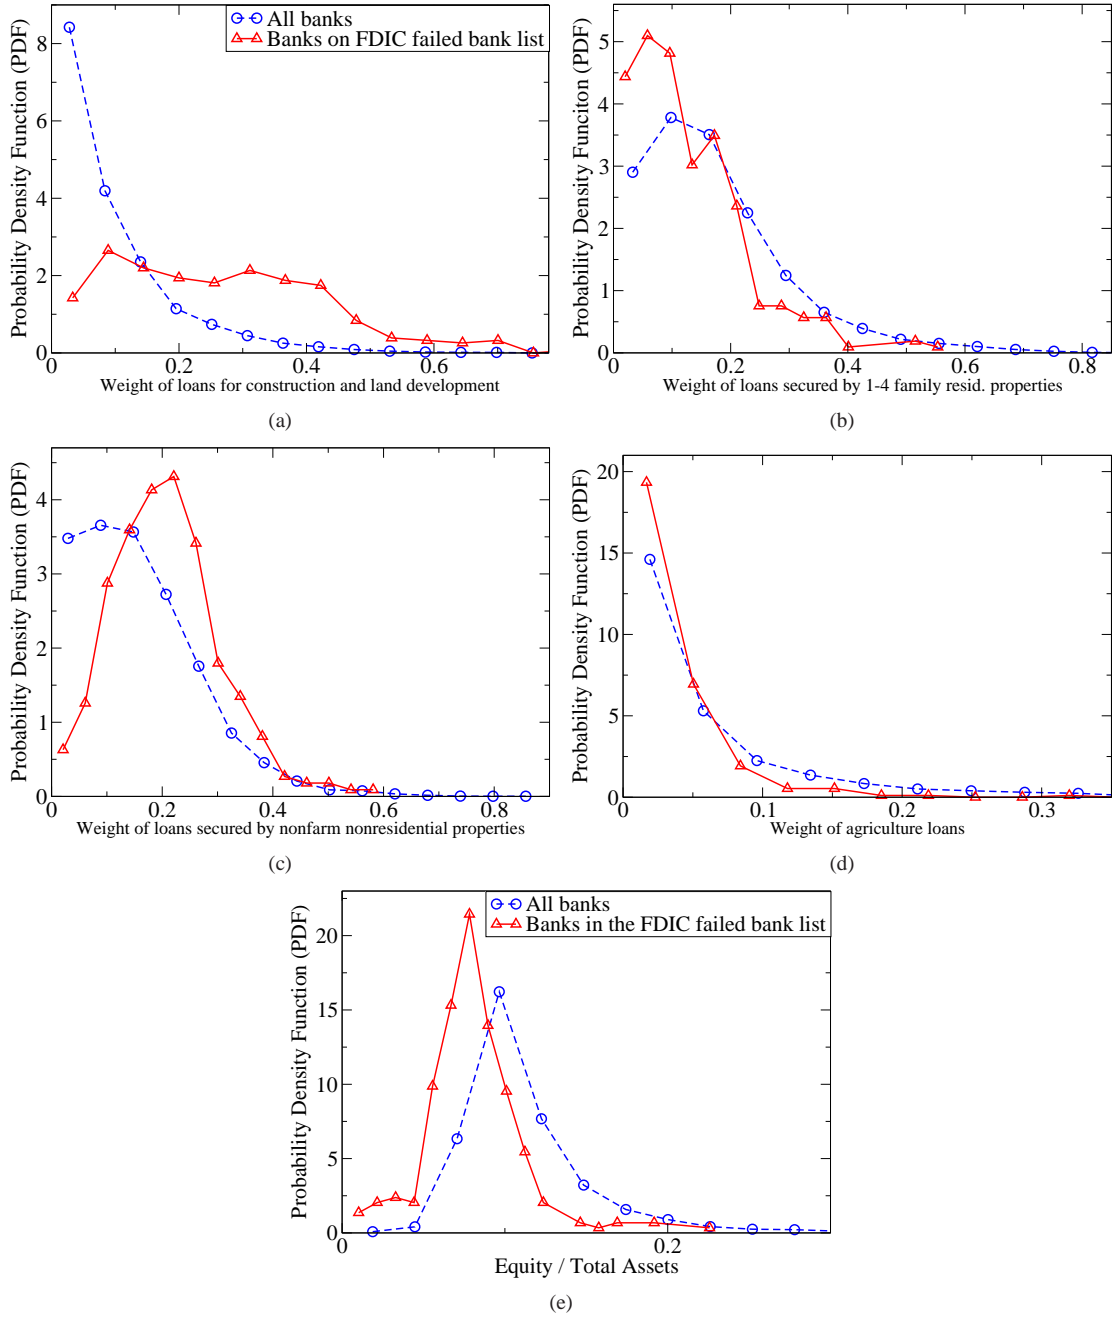 All banks
Banks on FDIC failed bank list
Probability Density Function (PDF)
8
6
4
2
0
0 0.2 0.4 0.6
Weight of loans for construction and land development
(a)
Probability Density Funciton (PDF)
5
4
3
2
1
0
0 0.2 0.4 0.6 0.8
Weight of loans secured by 1-4 family resid. properties
(b)
Probability Density Function (PDF)
4
3
2
1
0
0 0.2 0.4 0.6 0.8
Weight of loans secured by nonfarm nonresidential properties
(c)
Probability Density Function (PDF)
20
15
10
5
0
0 0.1 0.2 0.3
Weight of agriculture loans
(d)
All banks
Banks in the FDIC failed bank list
Probability Density Function (PDF)
20
15
10
5
0
0 0.2
Equity / Total Assets
(e)